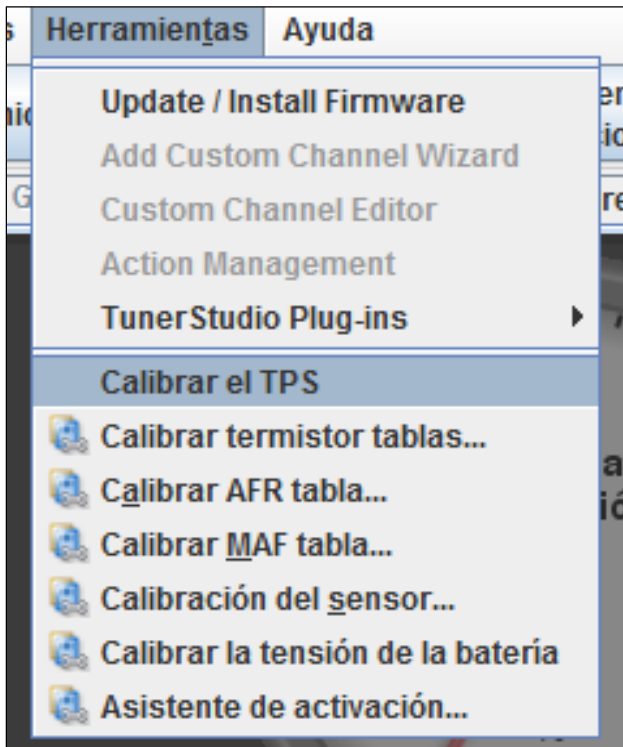 Herramientas Ayuda
Update / Install Firmware
Add Custom Channel Wizard
Custom Channel Editor
Action Management
TunerStudio Plug-ins
Calibrar el TPS
Calibrar termistor tablas...
Calibrar AFR tabla...
Calibrar MAF tabla...
Calibración del sensor...
Calibrar la tensión de la batería
Asistente de activación...